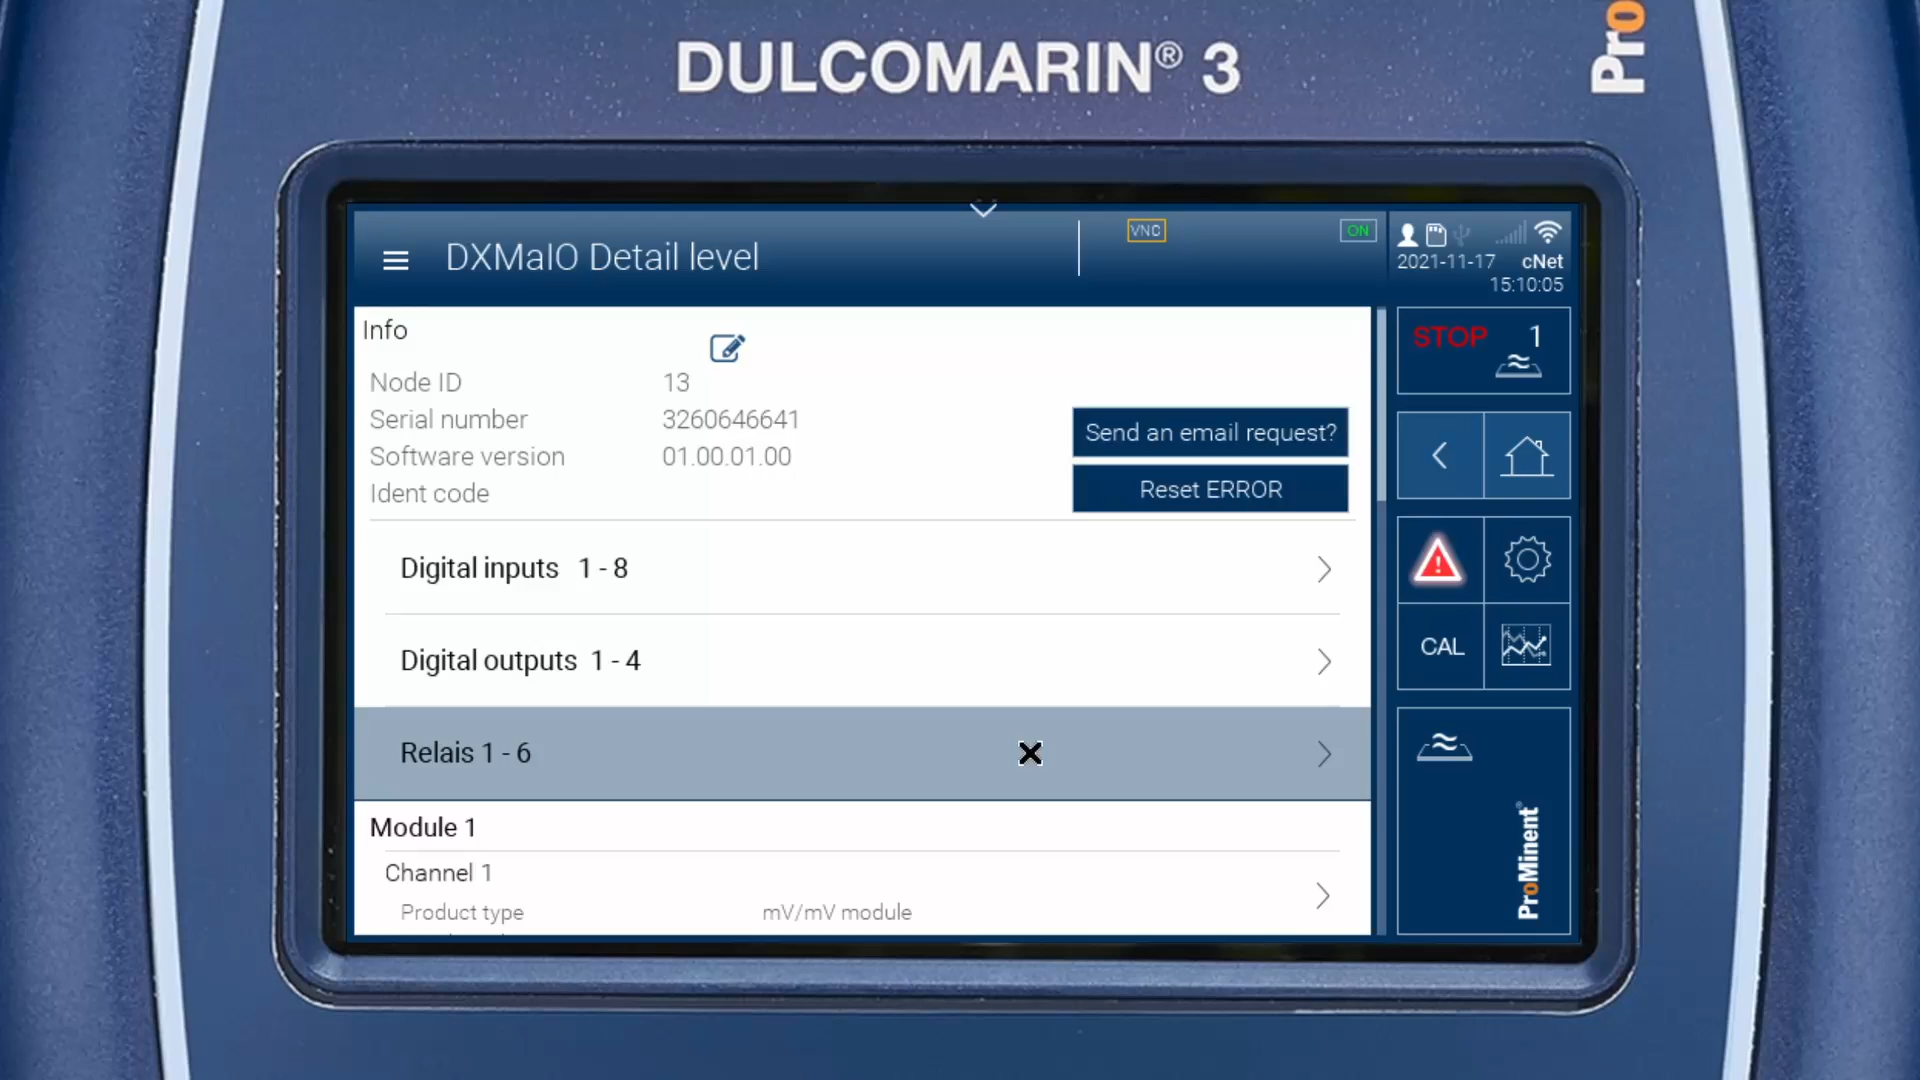 DULCOMARIN® 3
Pro
DXMaIO Detail level
VNC
ON
2021-11-17 cNet
15:10:05
Info
Node ID 13
Serial number 3260646641
Software version 01.00.01.00
Ident code
Send an email request?
Reset ERROR
STOP 1
Digital inputs 1 - 8
Digital outputs 1 - 4
CAL
Relais 1 - 6
Module 1
Channel 1
Product type mV/mV module
ProMinent®